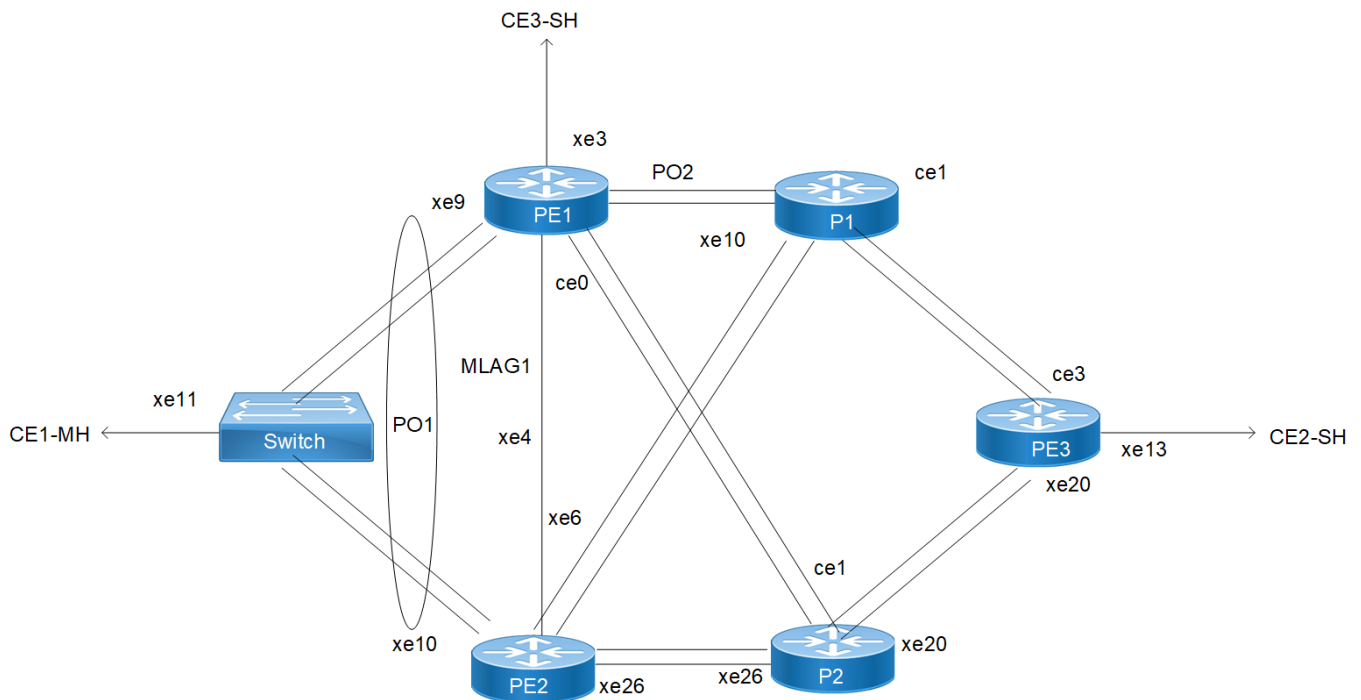 CE3-SH
xe3
PO2
ce1
xe9
PE1
P1
xe10
ce0
MLAG1
ce3
xe11
PO1
CE1-MH
Switch
xe4
PE3
xe13
CE2-SH
xe20
xe6
ce1
xe10
xe20
PE2
xe26
xe26
P2